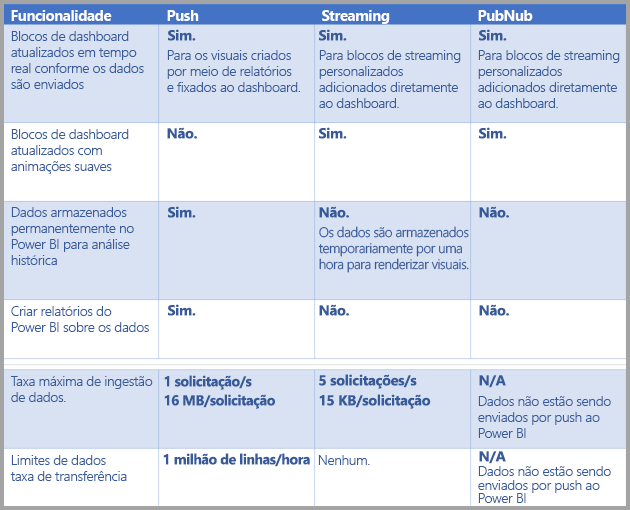 Funcionalidade
Push
Streaming
PubNub
Blocos de dashboard
atualizados em tempo
real conforme os dados
são enviados
Sim.
Para os visuais criados
por meio de relatórios
e fixados ao dashboard.
Sim.
Para blocos de streaming
personalizados
adicionados diretamente
ao dashboard.
Sim.
Para blocos de streaming
personalizados
adicionados diretamente
ao dashboard.
Blocos de dashboard
atualizados com
animações suaves
Não.
Sim.
Sim.
Dados armazenados
permanentemente no
Power BI para análise
histórica
Sim.
Não.
Os dados são armazenados
temporariamente por uma
hora para renderizar visuais.
Não.
Criar relatórios do
Power BI sobre os dados
Sim.
Não.
Não.
Taxa máxima de ingestão
de dados.
1 solicitação/s
16 MB/solicitação
5 solicitações/s
15 KB/solicitação
N/A
Dados não estão sendo
enviados por push ao
Power BI
Limites de dados
taxa de transferência
1 milhão de linhas/hora
Nenhum.
N/A
Dados não estão sendo
enviados por push ao
Power BI